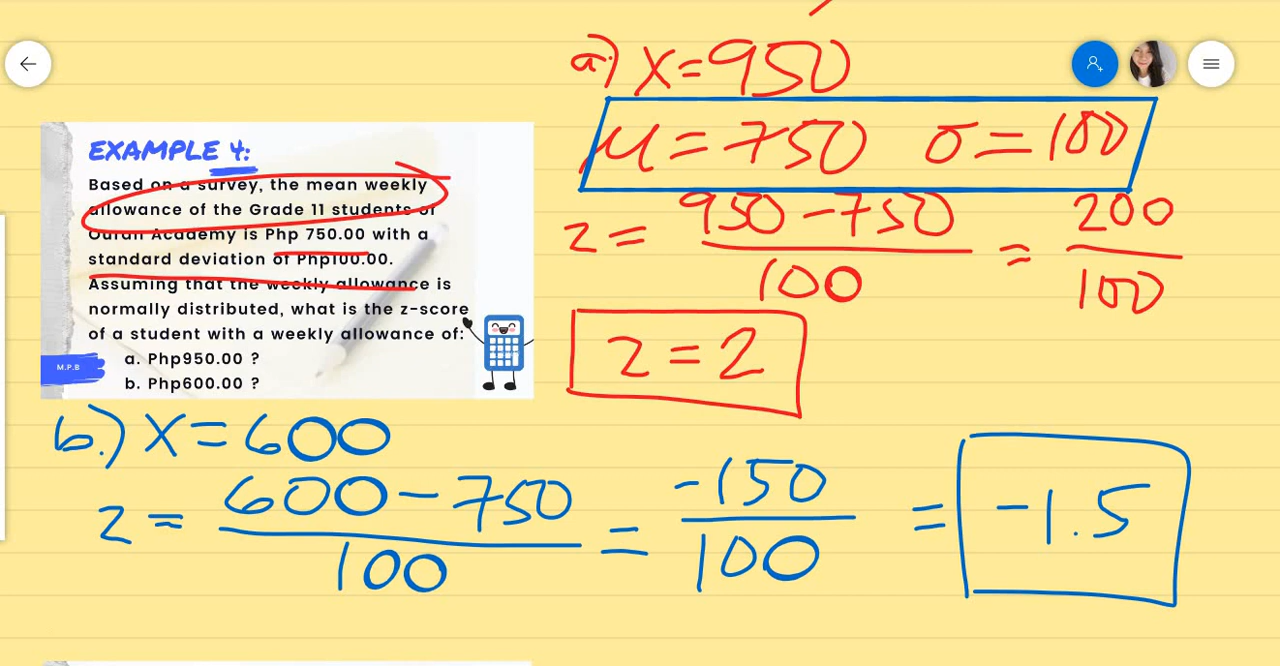 EXAMPLE 4:
Based on a survey, the mean weekly
allowance of the Grade 11 students of
Ouran Academy is Php 750.00 with a
standard deviation of Php100.00.
Assuming that the weekly allowance is
normally distributed, what is the z-score
of a student with a weekly allowance of:
a. Php950.00 ?
b. Php600.00 ?
M.P.B
a.) X=950
μ=750 σ=100
z = 950-750 / 100 = 200 / 100
z = 2
b.) X=600
z = 600-750 / 100 = -150 / 100 = -1.5